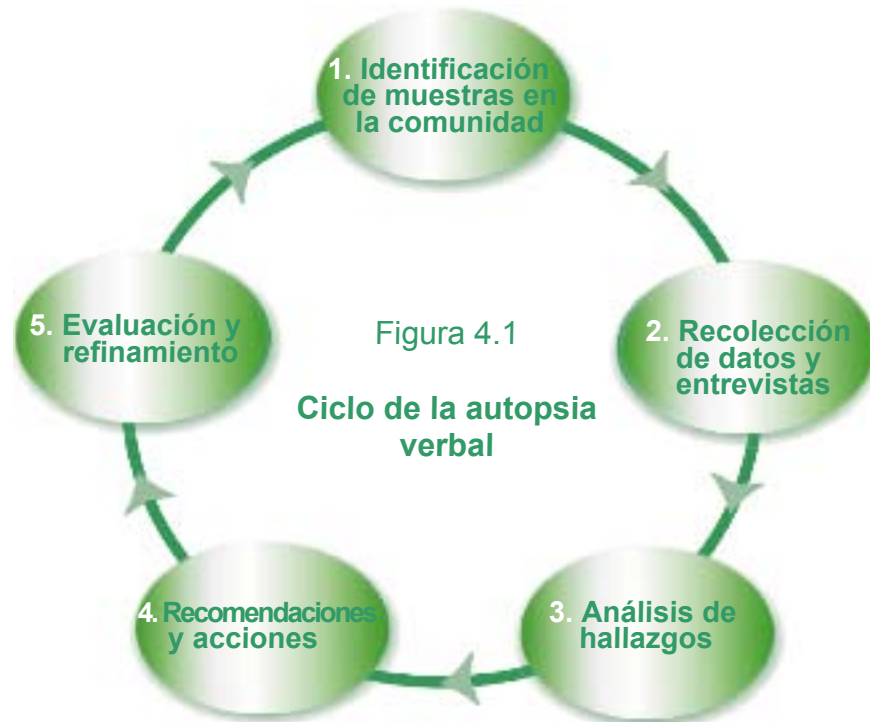 1. Identificación
de muestras en
la comunidad
5. Evaluación y
refinamiento
Figura 4.1
Ciclo de la autopsia
verbal
2. Recolección
de datos y
entrevistas
4. Recomendaciones
y acciones
3. Análisis de
hallazgos